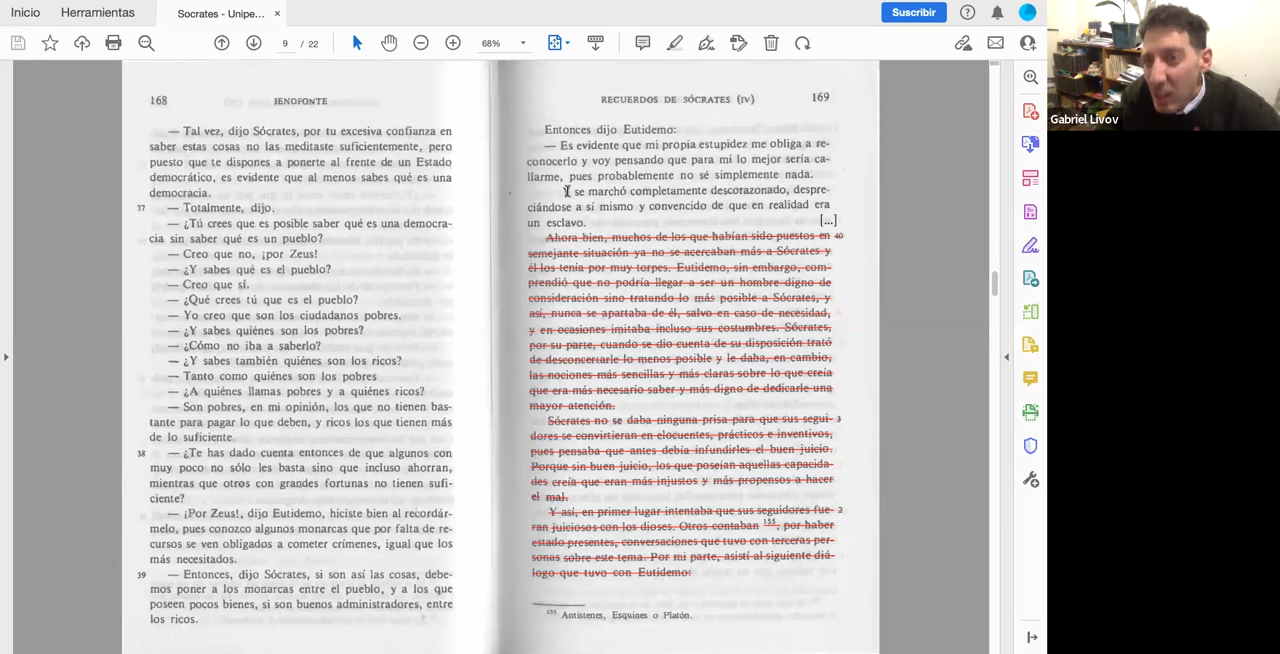 Inicio
Herramientas
Socrates - Unipe... ×
Suscribir
9 / 22
68%
Gabriel Livov
168
JENOFONTE
— Tal vez, dijo Sócrates, por tu excesiva confianza en
saber estas cosas no las meditaste suficientemente, pero
puesto que te dispones a ponerte al frente de un Estado
democrático, es evidente que al menos sabes qué es una
democracia.
37 — Totalmente, dijo.
— ¿Tú crees que es posible saber qué es una democra-
cia sin saber qué es un pueblo?
— Creo que no, ¡por Zeus!
— ¿Y sabes qué es el pueblo?
— Creo que sí.
— ¿Qué crees tú que es el pueblo?
— Yo creo que son los ciudadanos pobres.
— ¿Y sabes quiénes son los pobres?
— ¿Cómo no iba a saberlo?
— ¿Y sabes también quiénes son los ricos?
— Tanto como quiénes son los pobres
— ¿A quiénes llamas pobres y a quiénes ricos?
— Son pobres, en mi opinión, los que no tienen bas-
tante para pagar lo que deben, y ricos los que tienen más
de lo suficiente.
38 — ¿Te has dado cuenta entonces de que algunos con
muy poco no sólo les basta sino que incluso ahorran,
mientras que otros con grandes fortunas no tienen sufi-
ciente?
— ¡Por Zeus!, dijo Eutidemo, hiciste bien al recordár-
melo, pues conozco algunos monarcas que por falta de re-
cursos se ven obligados a cometer crímenes, igual que los
más necesitados.
39 — Entonces, dijo Sócrates, si son así las cosas, debe-
mos poner a los monarcas entre el pueblo, y a los que
poseen pocos bienes, si son buenos administradores, entre
los ricos.
RECUERDOS DE SÓCRATES (IV)
169
Entonces dijo Eutidemo:
— Es evidente que mi propia estupidez me obliga a re-
conocerlo y voy pensando que para mí lo mejor sería ca-
llarme, pues probablemente no sé simplemente nada.
se marchó completamente descorazonado, despre-
ciándose a sí mismo y convencido de que en realidad era
un esclavo. [...]
Ahora bien, muchos de los que habían sido puestos en 40
semejante situación ya no se acercaban más a Sócrates y
él los tenía por muy torpes. Eutidemo, sin embargo, com-
prendió que no podría llegar a ser un hombre digno de
consideración sino tratando lo más posible a Sócrates, y
así, nunca se apartaba de él, salvo en caso de necesidad,
y en ocasiones imitaba incluso sus costumbres. Sócrates,
por su parte, cuando se dio cuenta de su disposición trató
de desconcertarle lo menos posible y le daba, en cambio,
las nociones más sencillas y más claras sobre lo que creía
que era más necesario saber y más digno de dedicarle una
mayor atención.
Sócrates no se daba ninguna prisa para que sus segui- 3
dores se convirtieran en elocuentes, prácticos e inventivos,
pues pensaba que antes debía infundirles el buen juicio.
Porque sin buen juicio, los que poseían aquellas capacida-
des creía que eran más injustos y más propensos a hacer
el mal.
Y así, en primer lugar intentaba que sus seguidores fue- 2
ran juiciosos con los dioses. Otros contaban 155, por haber
estado presentes, conversaciones que tuvo con terceras per-
sonas sobre este tema. Por mi parte, asistí al siguiente diá-
logo que tuvo con Eutidemo:
155 Antístenes, Esquines o Platón.